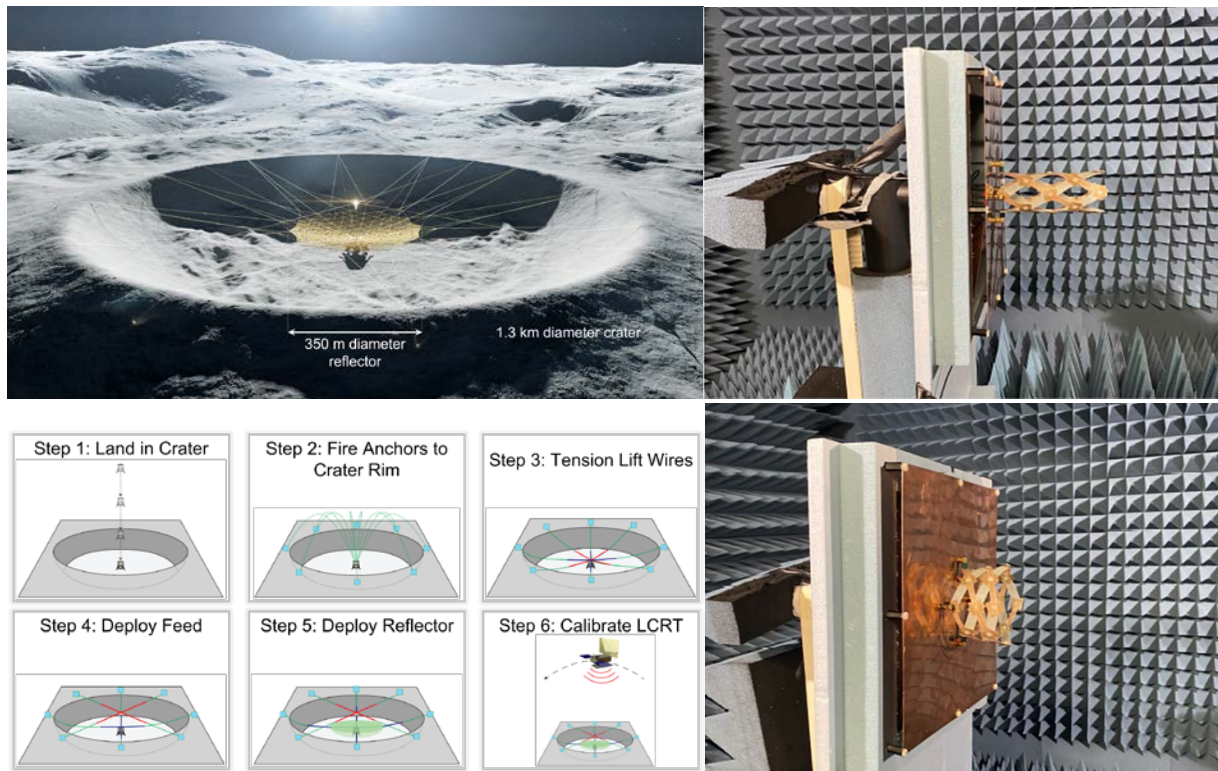 350 m diameter
reflector
1.3 km diameter crater
Step 1: Land in Crater
Step 2: Fire Anchors to
Crater Rim
Step 3: Tension Lift Wires
Step 4: Deploy Feed
Step 5: Deploy Reflector
Step 6: Calibrate LCRT